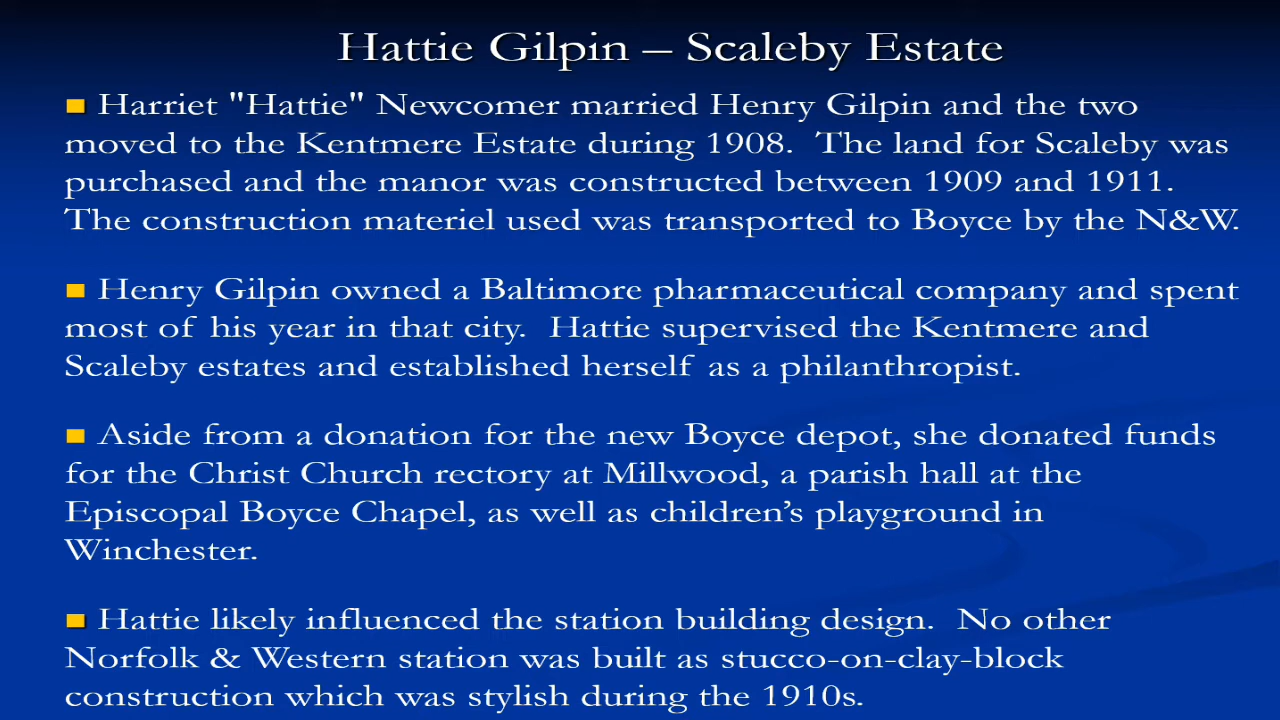 Hattie Gilpin – Scaleby Estate
■ Harriet "Hattie" Newcomer married Henry Gilpin and the two
moved to the Kentmere Estate during 1908.  The land for Scaleby was
purchased and the manor was constructed between 1909 and 1911.
The construction materiel used was transported to Boyce by the N&W.
■ Henry Gilpin owned a Baltimore pharmaceutical company and spent
most of his year in that city.  Hattie supervised the Kentmere and
Scaleby estates and established herself as a philanthropist.
■ Aside from a donation for the new Boyce depot, she donated funds
for the Christ Church rectory at Millwood, a parish hall at the
Episcopal Boyce Chapel, as well as children’s playground in
Winchester.
■ Hattie likely influenced the station building design.  No other
Norfolk & Western station was built as stucco-on-clay-block
construction which was stylish during the 1910s.